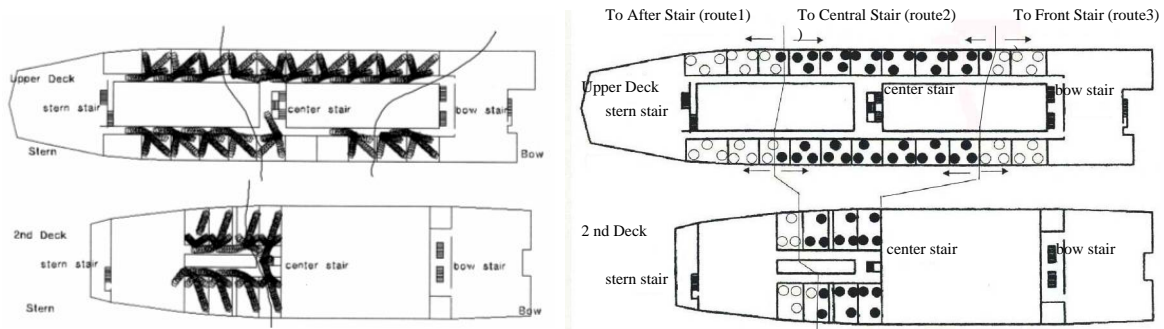 Upper Deck
stern stair
center stair
bow stair
Stern
Bow
2nd Deck
stern stair
center stair
bow stair
Stern
Bow
To After Stair (route1)
To Central Stair (route2)
To Front Stair (route3)
)
)
Upper Deck
stern stair
center stair
bow stair
2 nd Deck
stern stair
center stair
bow stair